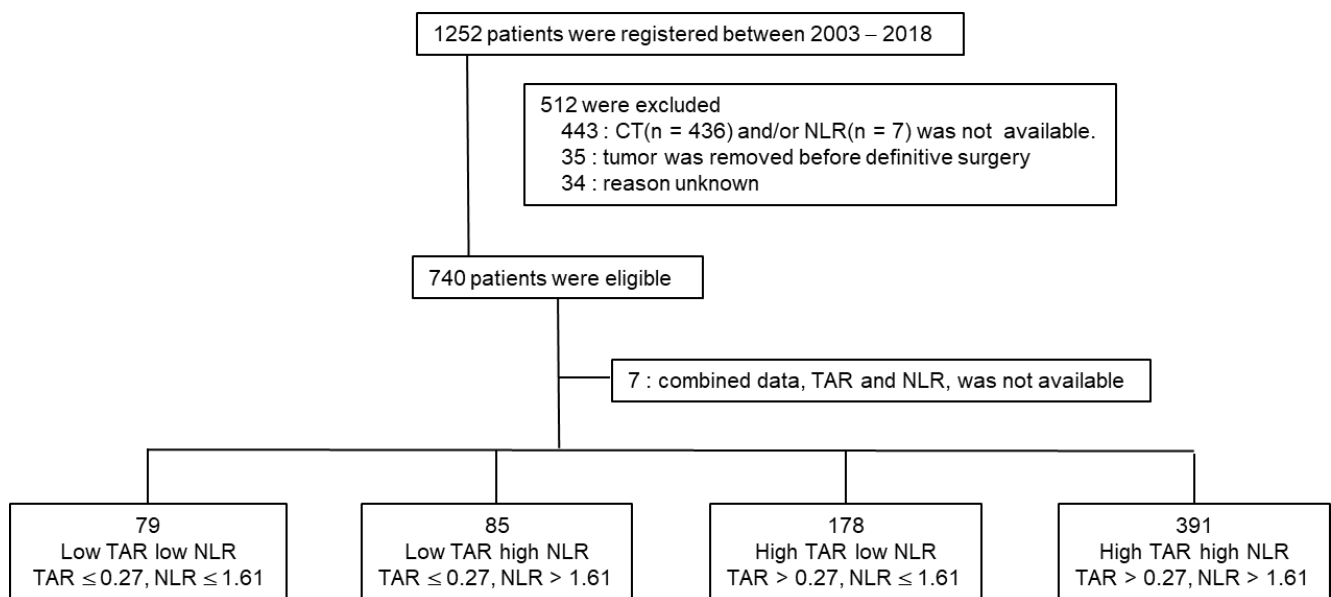 1252 patients were registered between 2003 – 2018
512 were excluded
443 : CT(n = 436) and/or NLR(n = 7) was not available.
35 : tumor was removed before definitive surgery
34 : reason unknown
740 patients were eligible
7 : combined data, TAR and NLR, was not available
79
Low TAR low NLR
TAR ≤ 0.27, NLR ≤ 1.61
85
Low TAR high NLR
TAR ≤ 0.27, NLR > 1.61
178
High TAR low NLR
TAR > 0.27, NLR ≤ 1.61
391
High TAR high NLR
TAR > 0.27, NLR > 1.61